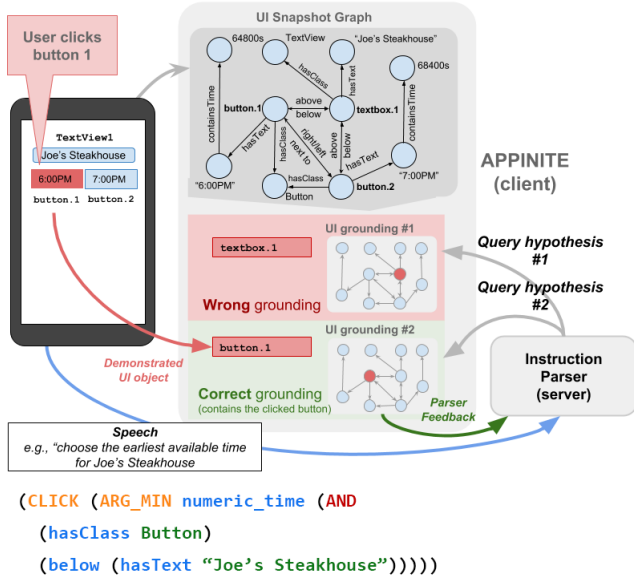 UI Snapshot Graph
User clicks
button 1
64800s
TextView
"Joe's Steakhouse"
68400s
containsTime
hasClass
hasText
containsTime
button.1
above
below
textbox.1
hasText
hasClass
right/left
next to
above
below
hasText
"6:00PM"
hasClass
Button
button.2
"7:00PM"
TextView1
Joe's Steakhouse
6:00PM
7:00PM
button.1
button.2
APPINITE
(client)
UI grounding #1
textbox.1
Wrong grounding
Query hypothesis
#1
Query hypothesis
#2
UI grounding #2
button.1
Demonstrated
UI object
Correct grounding
(contains the clicked button)
Parser
Feedback
Instruction
Parser
(server)
Speech
e.g., “choose the earliest available time
for Joe’s Steakhouse
(CLICK (ARG_MIN numeric_time (AND
(hasClass Button)
(below (hasText “Joe’s Steakhouse”)))))